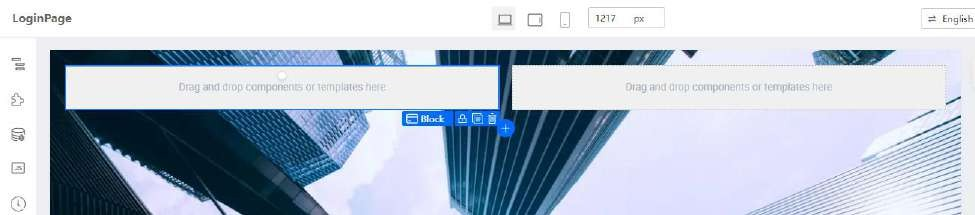 LoginPage
1217 px
English
Drag and drop components or templates here
Drag and drop components or templates here
Block
JS